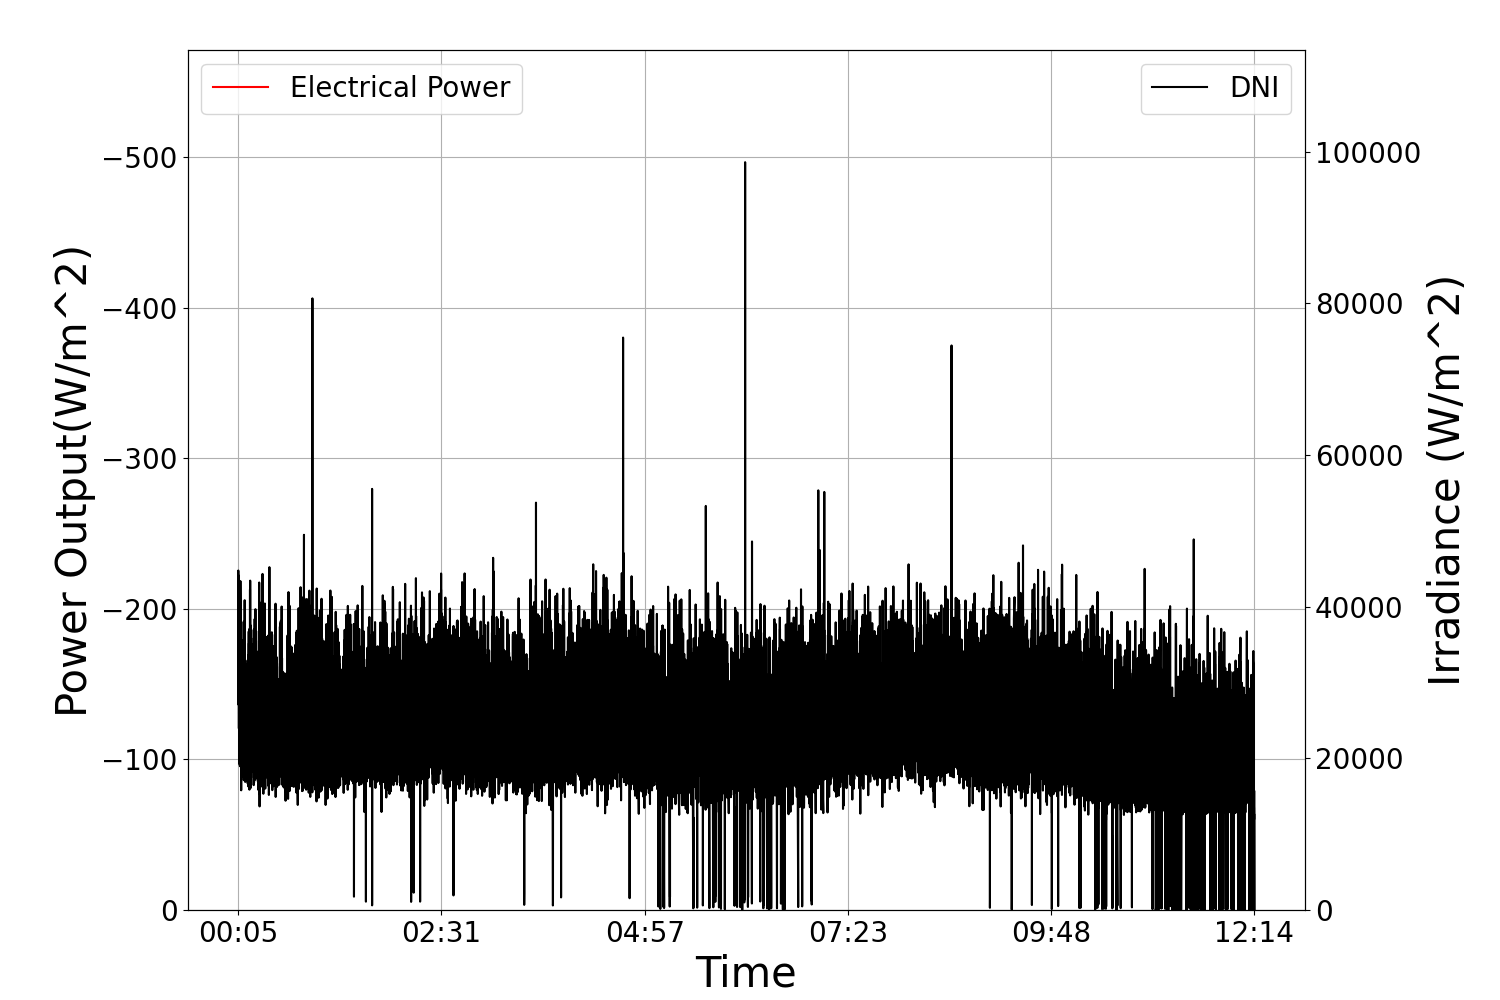 Electrical Power
DNI
Power Output(W/m^2)
−500
−400
−300
−200
−100
0
100000
80000
60000
40000
20000
0
Irradiance (W/m^2)
00:05 02:31 04:57 07:23 09:48 12:14
Time